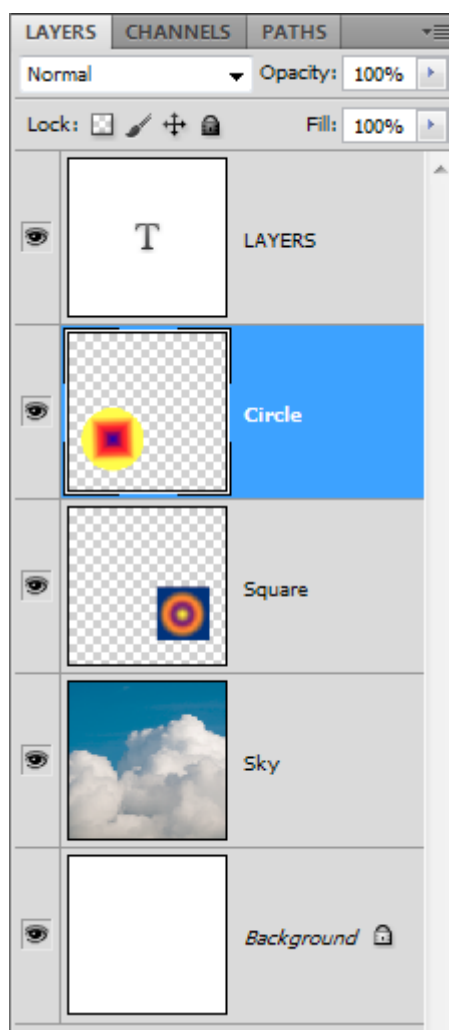 LAYERS CHANNELS PATHS
Normal Opacity: 100%
Lock: Fill: 100%
T LAYERS
Circle
Square
Sky
Background